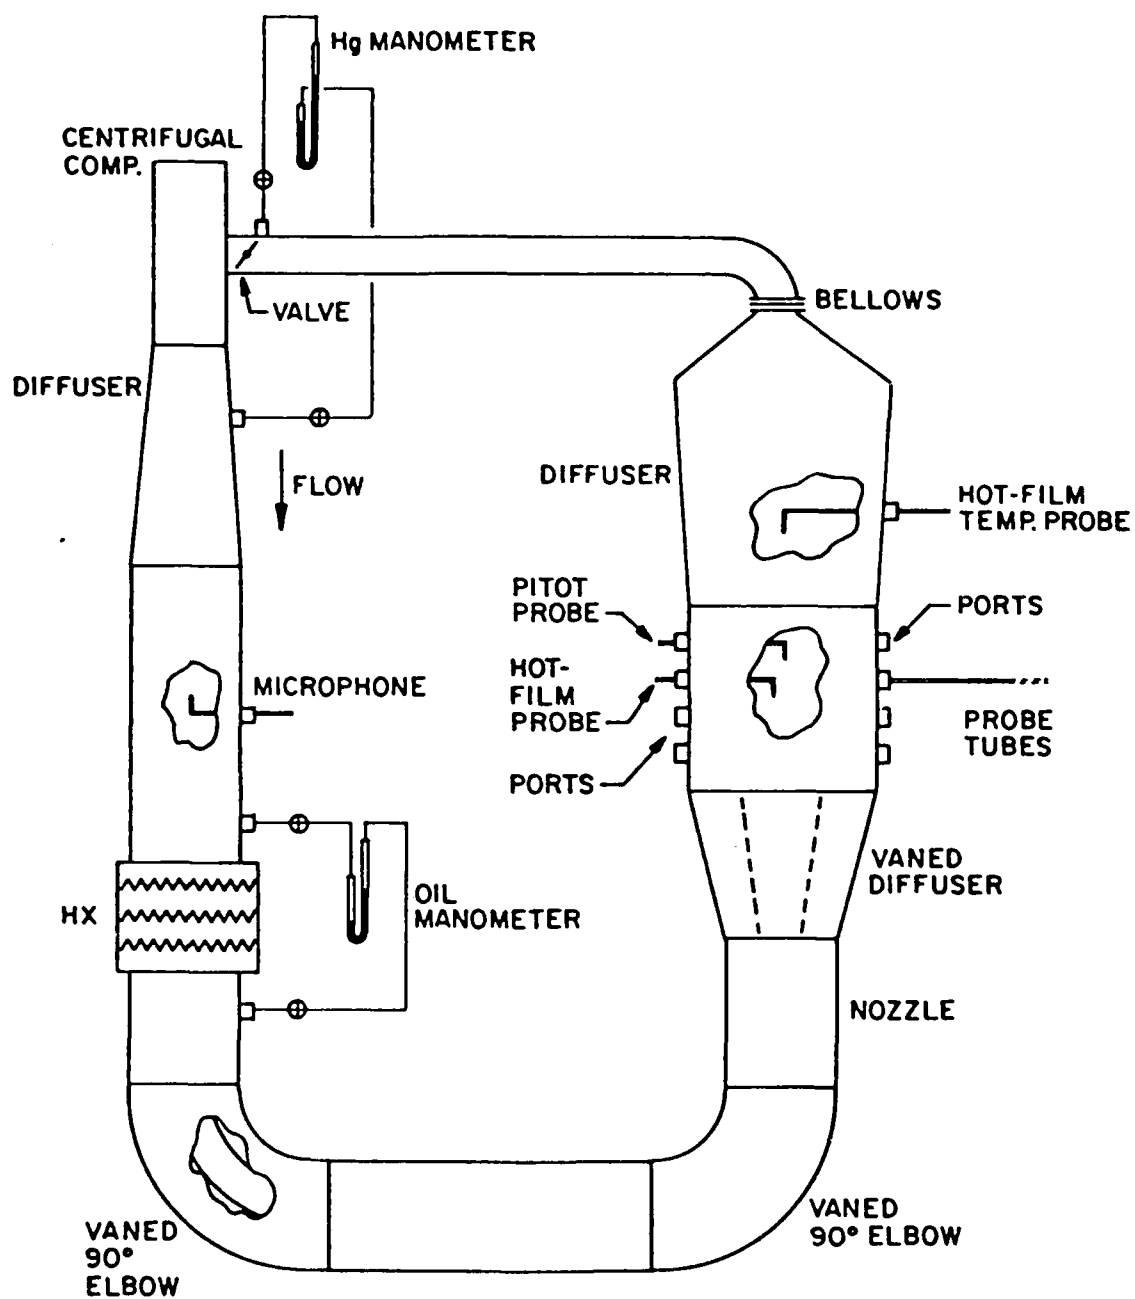 Hg MANOMETER
CENTRIFUGAL
COMP.
VALVE
BELLOWS
DIFFUSER
FLOW
DIFFUSER
HOT-FILM
TEMP. PROBE
PITOT
PROBE
PORTS
HOT-
FILM
PROBE
MICROPHONE
PROBE
TUBES
PORTS
VANED
DIFFUSER
HX
OIL
MANOMETER
NOZZLE
VANED
90° ELBOW
VANED
90°
ELBOW